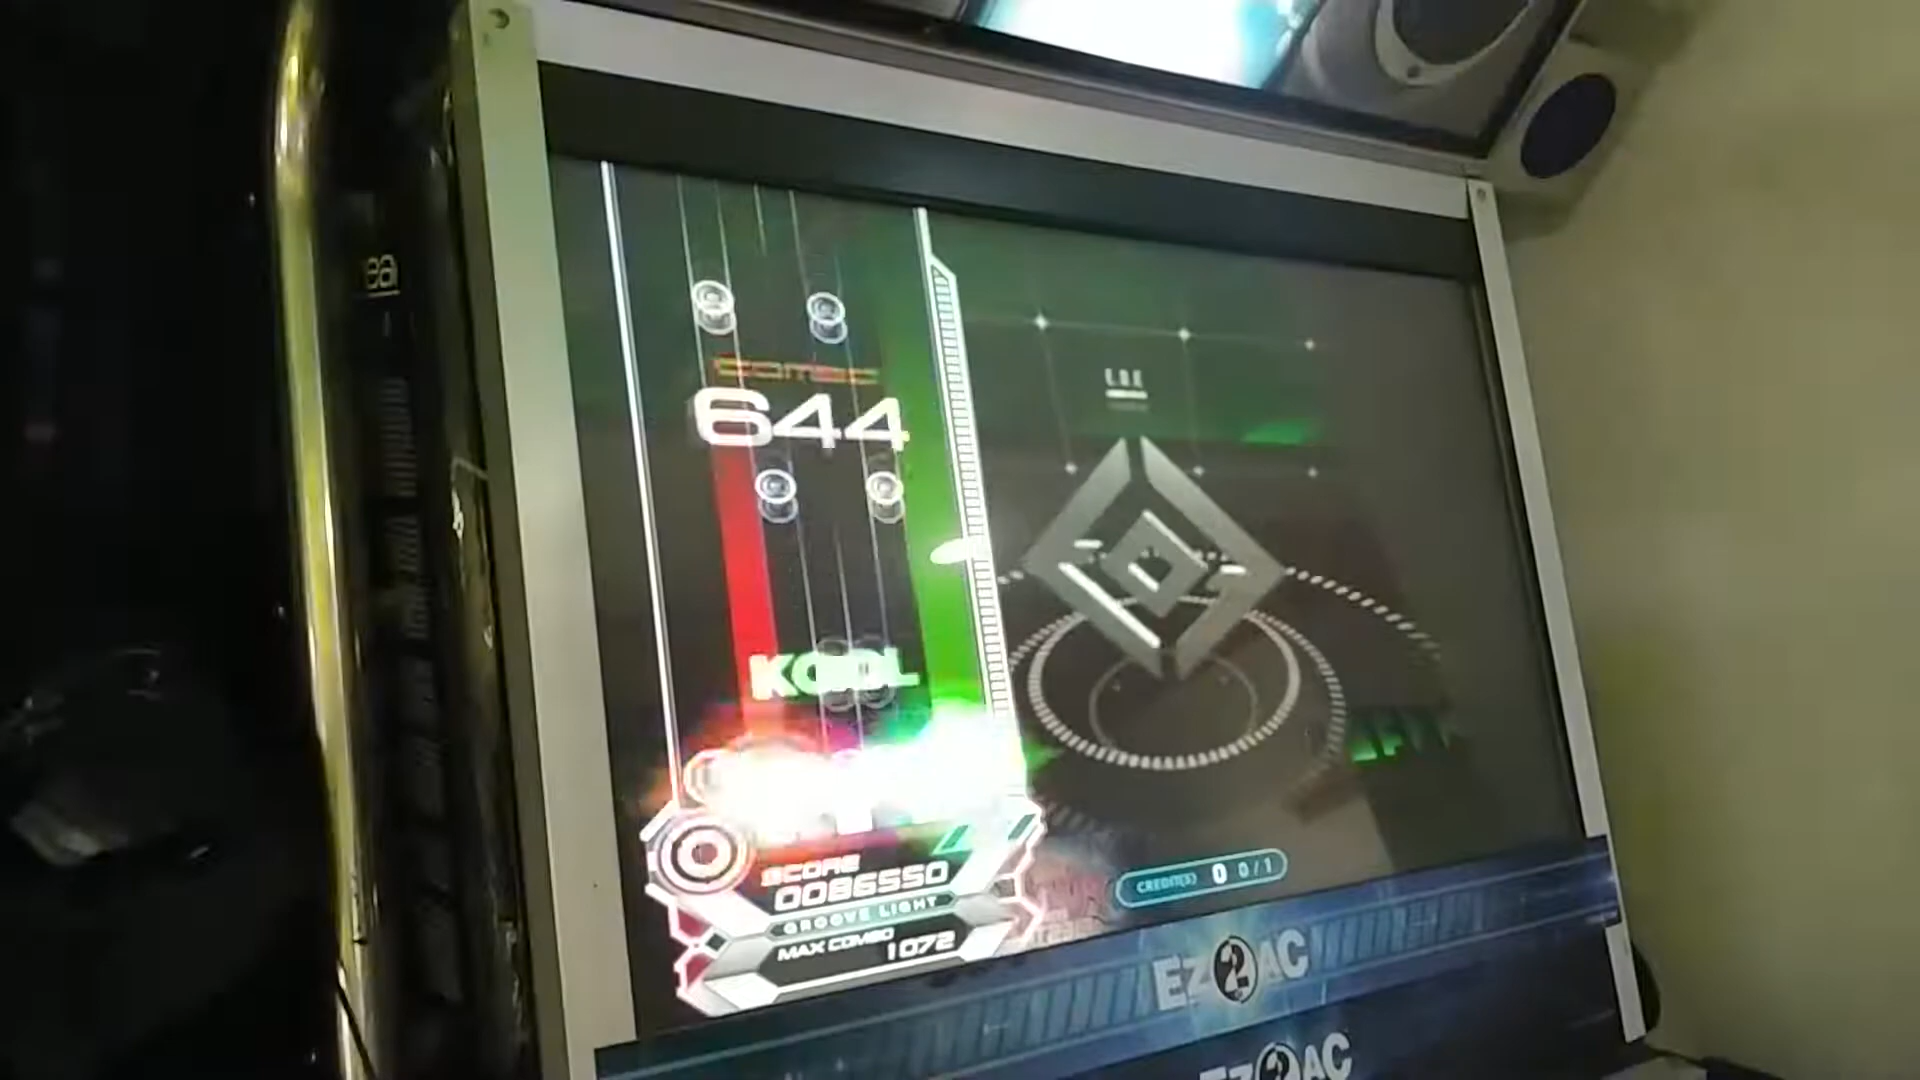 COMBO
644
KOOL
SCORE
0086550
GROOVE LIGHT
MAX COMBO 1072
CREDIT(S) 0 0/1
EZ2AC
EZ2AC